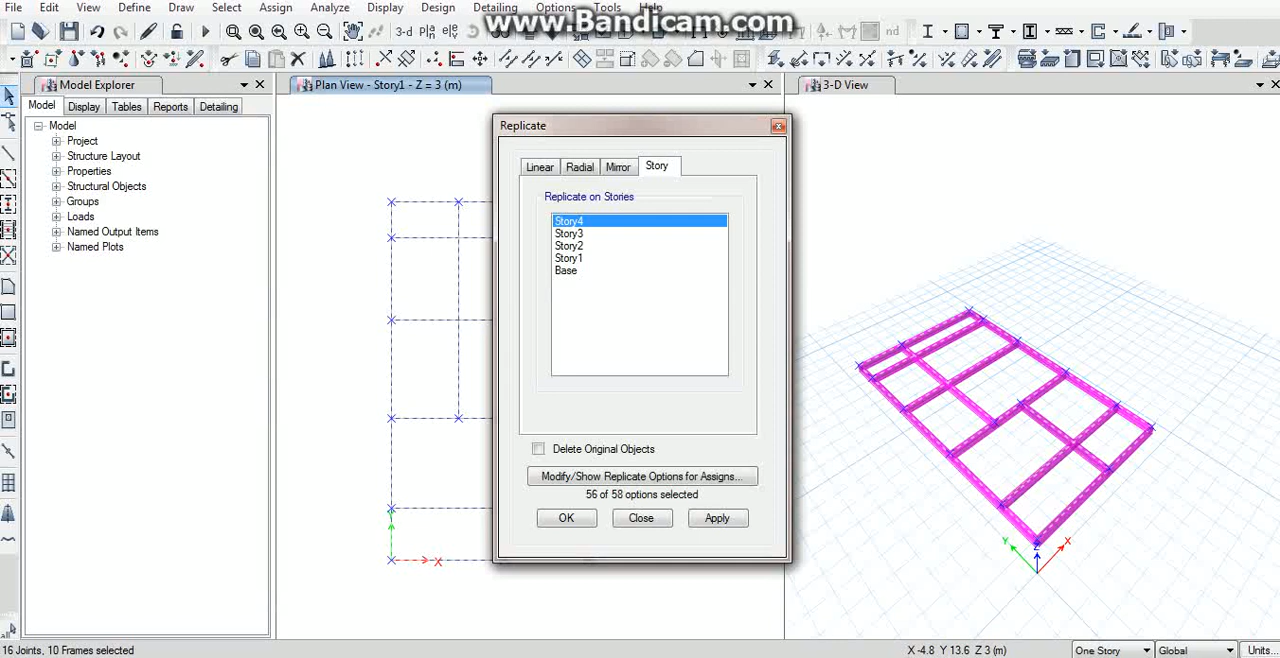 File Edit View Define Draw Select Assign Analyze Display Design Detailing Options Tools Help
www.Bandicam.com
3-d
nd
Model Explorer
Plan View - Story1 - Z = 3 (m)
3-D View
Model Display Tables Reports Detailing
Model
Project
Structure Layout
Properties
Structural Objects
Groups
Loads
Named Output Items
Named Plots
Replicate
Linear Radial Mirror Story
Replicate on Stories
Story4
Story3
Story2
Story1
Base
Delete Original Objects
Modify/Show Replicate Options for Assigns...
56 of 58 options selected
OK Close Apply
X
Y
Z
X
16 Joints, 10 Frames selected
X -4.8 Y 13.6 Z 3 (m)
One Story
Global
Units...